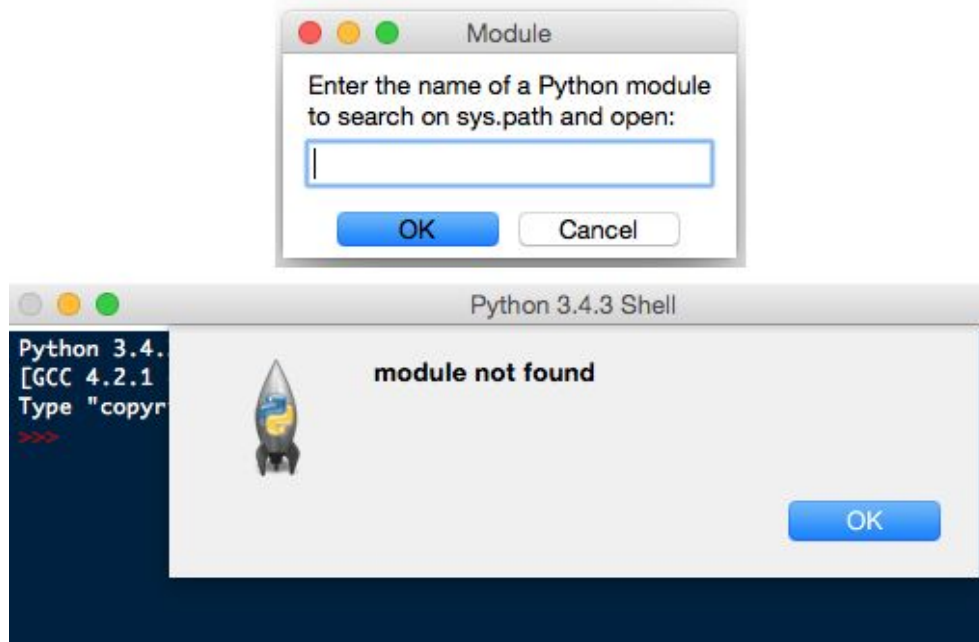 Module
Enter the name of a Python module
to search on sys.path and open:
OK
Cancel
Python 3.4.3 Shell
Python 3.4.
[GCC 4.2.1
Type "copyr
>>>
module not found
OK